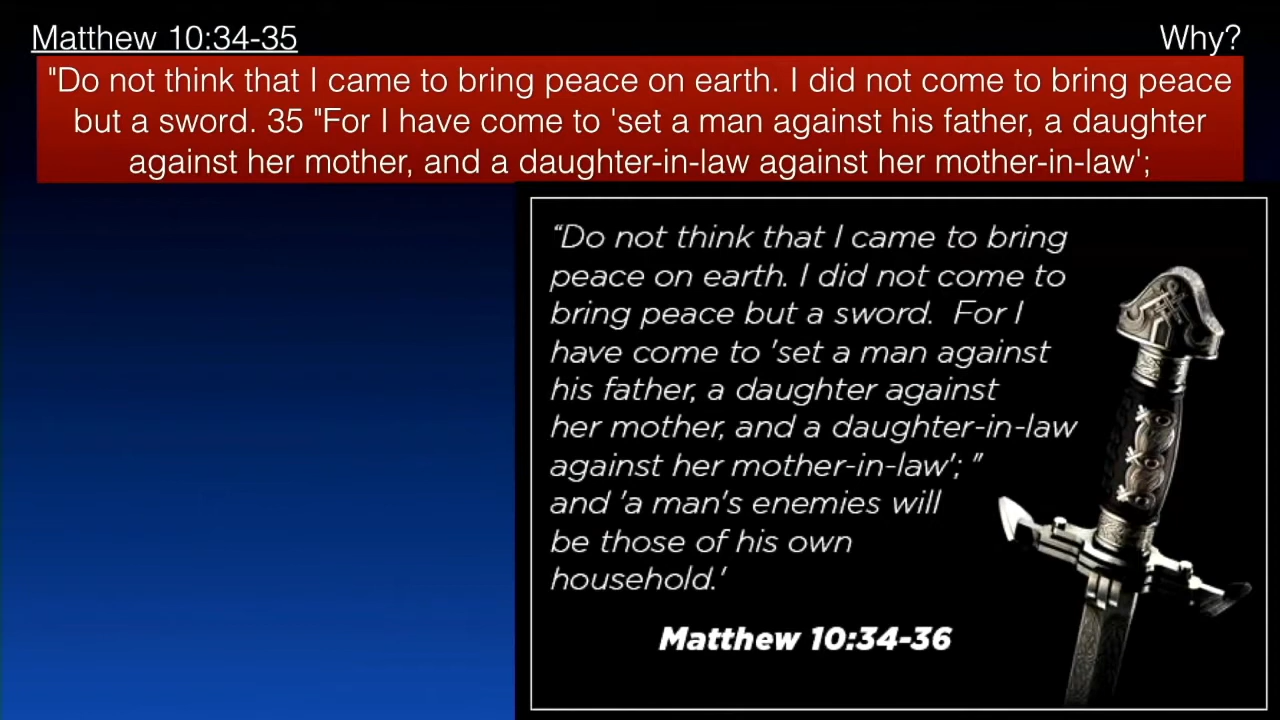 Matthew 10:34-35
Why?
"Do not think that I came to bring peace on earth. I did not come to bring peace
but a sword. 35 "For I have come to 'set a man against his father, a daughter
against her mother, and a daughter-in-law against her mother-in-law';
“Do not think that I came to bring
peace on earth. I did not come to
bring peace but a sword.  For I
have come to 'set a man against
his father, a daughter against
her mother, and a daughter-in-law
against her mother-in-law'; ”
and 'a man's enemies will
be those of his own
household.'
Matthew 10:34-36